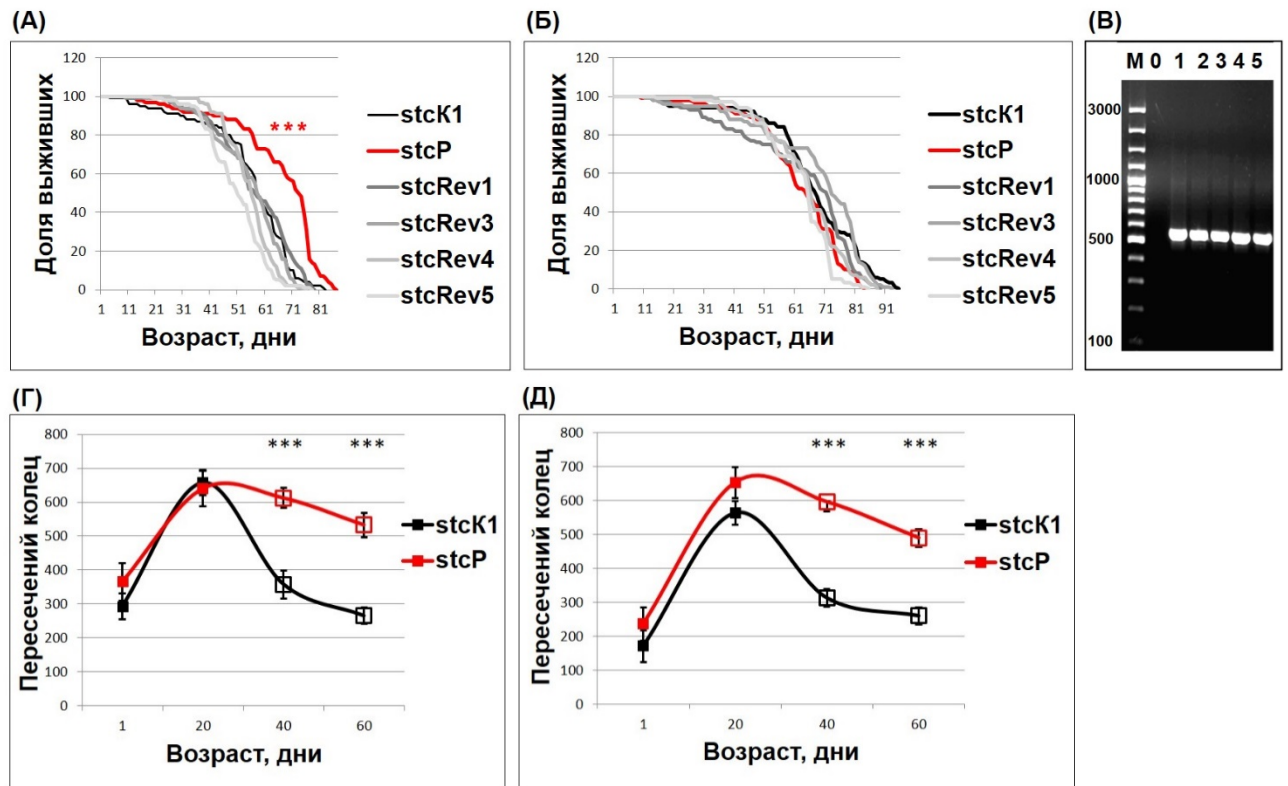 (А)
120
100
80
60
40
20
0
Доля выживших
***
1 11 21 31 41 51 61 71 81
Возраст, дни
stcK1
stcP
stcRev1
stcRev3
stcRev4
stcRev5
(Б)
120
100
80
60
40
20
0
Доля выживших
1 11 21 31 41 51 61 71 81 91
Возраст, дни
stcK1
stcP
stcRev1
stcRev3
stcRev4
stcRev5
(В)
М 0 1 2 3 4 5
3000
1000
500
100
(Г)
800
700
600
500
400
300
200
100
0
Пересечений колец
*** ***
1 20 40 60
Возраст, дни
stcK1
stcP
(Д)
800
700
600
500
400
300
200
100
0
Пересечений колец
*** ***
1 20 40 60
Возраст, дни
stcK1
stcP